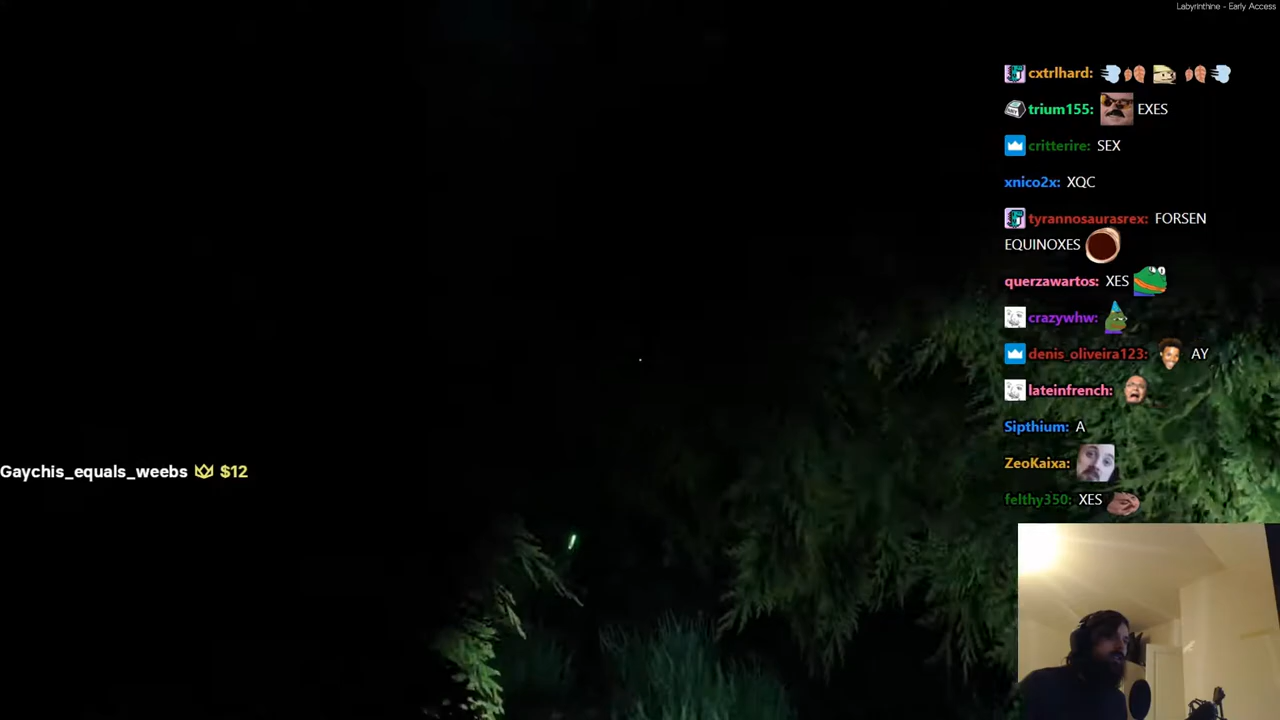 Labyrinthine - Early Access
cxtrlhard:
trium155: EXES
critterire: SEX
xnico2x: XQC
tyrannosaurasrex: FORSEN
EQUINOXES
querzawartos: XES
crazywhw:
denis_oliveira123: AY
lateinfrench:
Sipthium: A
ZeoKaixa:
Gaychis_equals_weebs $12
felthy350: XES